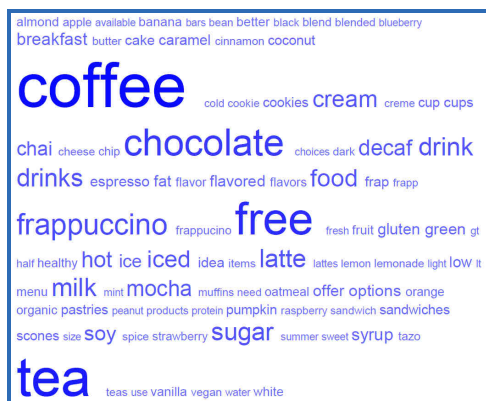 almond apple available banana bars bean better black blend blended blueberry
breakfast butter cake caramel cinnamon coconut
coffee cold cookie cookies cream creme cup cups
chai cheese chip chocolate choices dark decaf drink
drinks espresso fat flavor flavored flavors food frap frapp
frappuccino frappucino free fresh fruit gluten green gt
half healthy hot ice iced idea items latte lattes lemon lemonade light low lt
menu milk mint mocha muffins need oatmeal offer options orange
organic pastries peanut products protein pumpkin raspberry sandwich sandwiches
scones size soy spice strawberry sugar summer sweet syrup tazo
tea teas use vanilla vegan water white